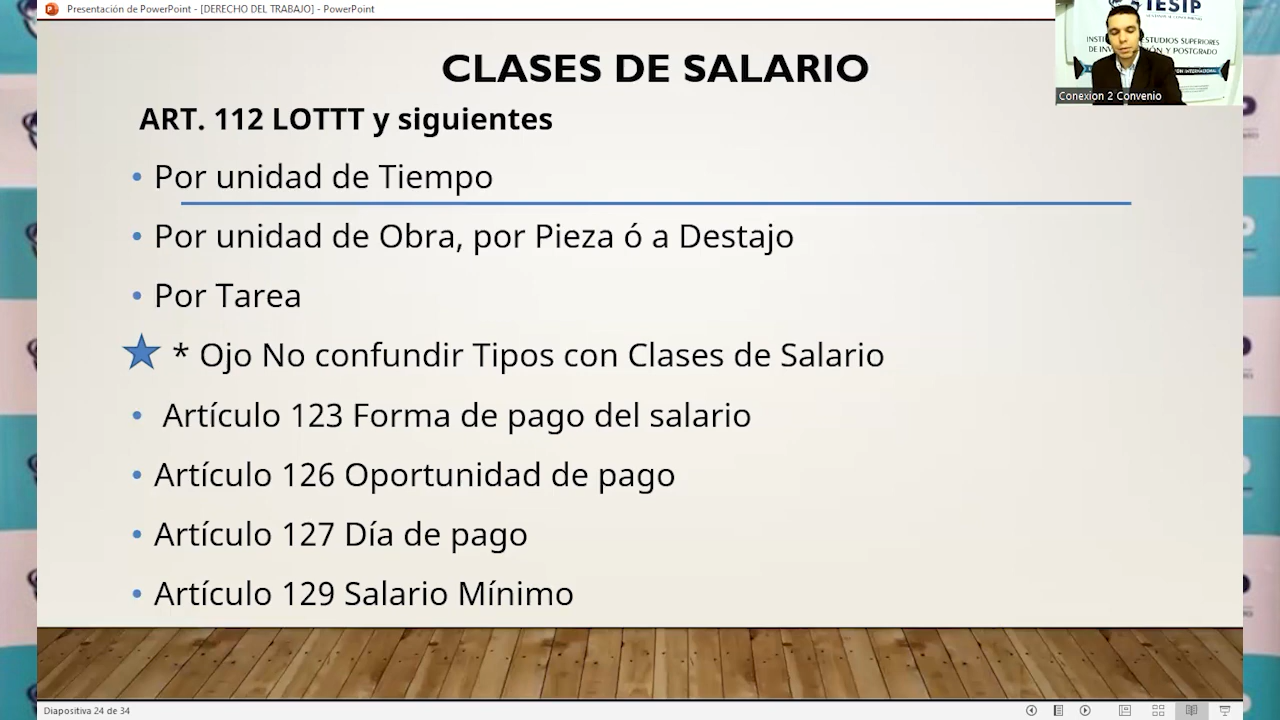 Presentación de PowerPoint - [DERECHO DEL TRABAJO] - PowerPoint
IESIP
DE
Conexion 2 Convenio
CLASES DE SALARIO
ART. 112 LOTTT y siguientes
• Por unidad de Tiempo
• Por unidad de Obra, por Pieza ó a Destajo
• Por Tarea
* Ojo No confundir Tipos con Clases de Salario
• Artículo 123 Forma de pago del salario
• Artículo 126 Oportunidad de pago
• Artículo 127 Día de pago
• Artículo 129 Salario Mínimo
Diapositiva 24 de 34